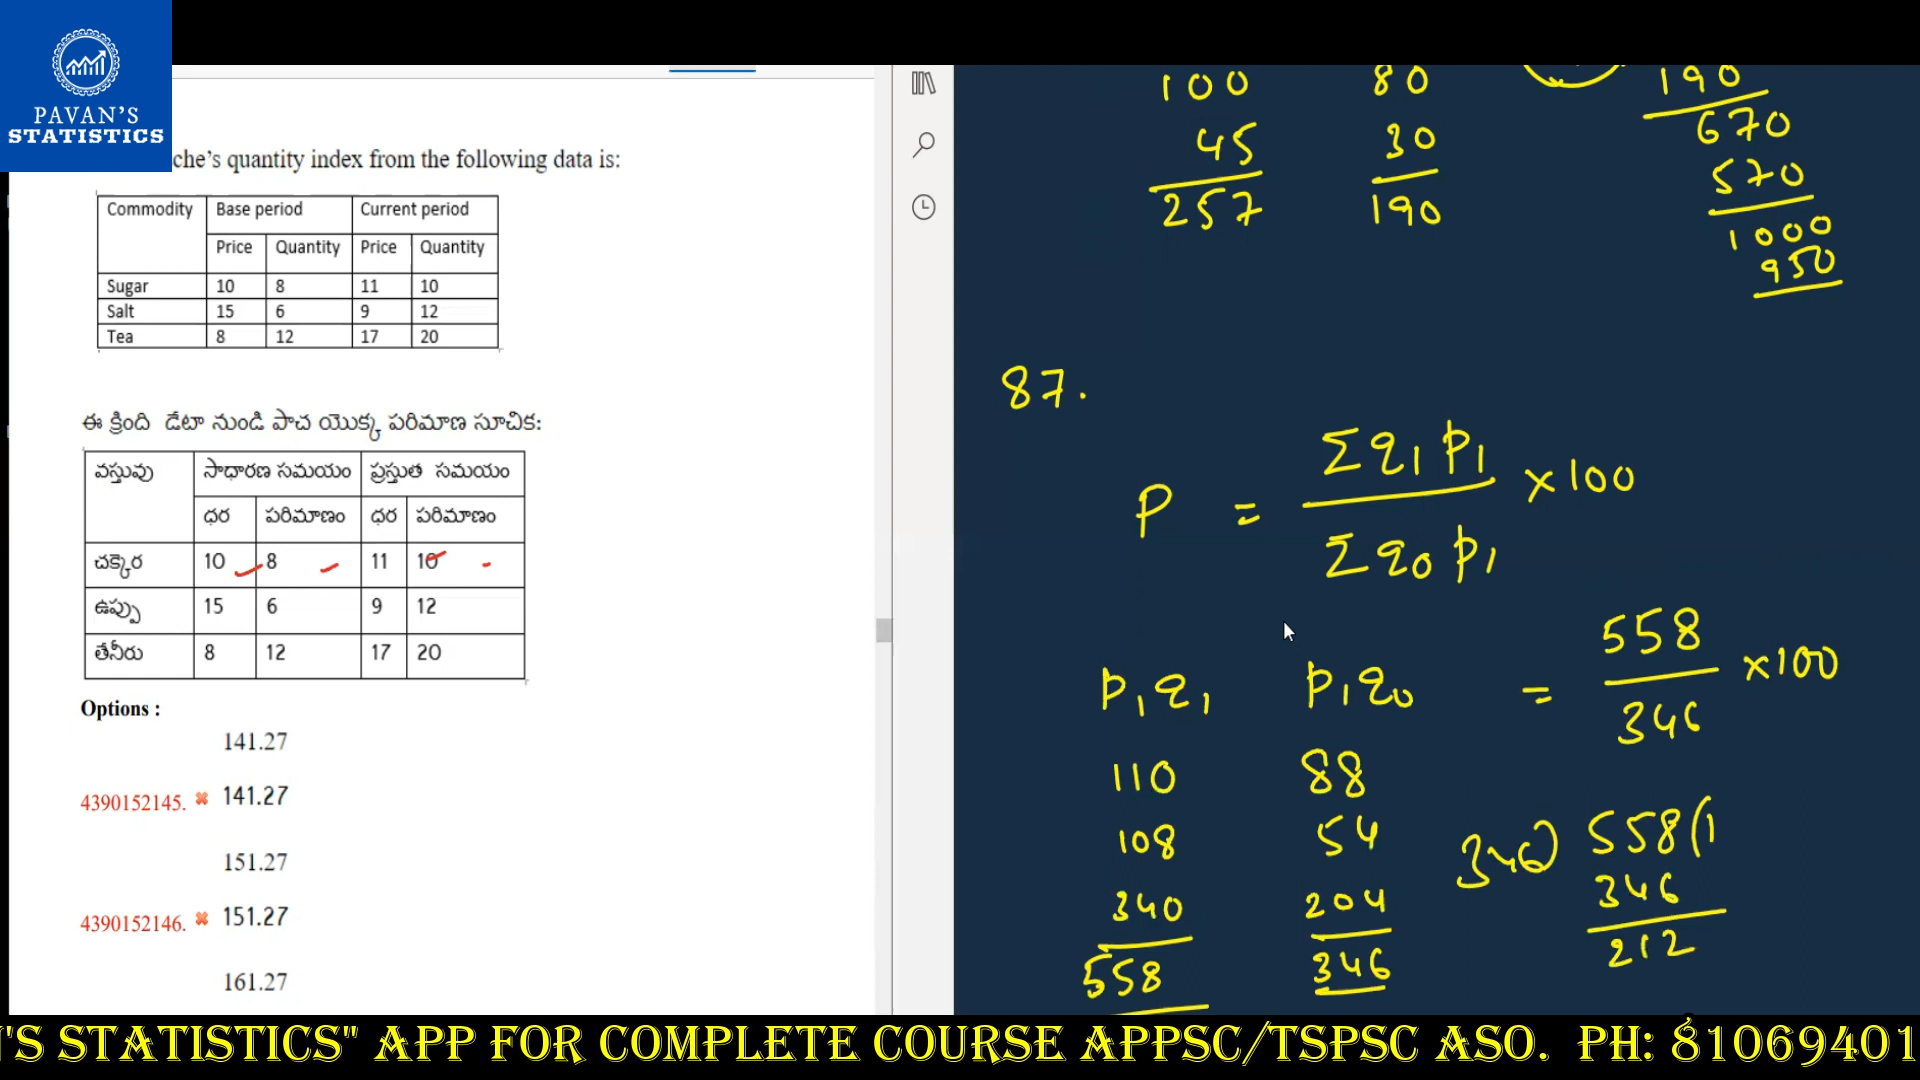 PAVAN'S
STATISTICS
che's quantity index from the following data is:
Commodity Base period Current period
Price Quantity Price Quantity
Sugar 10 8 11 10
Salt 15 6 9 12
Tea 8 12 17 20
ఈ క్రింది డేటా నుండి పాచ యొక్క పరిమాణ సూచిక:
వస్తువు సాధారణ సమయం ప్రస్తుత సమయం
ధర పరిమాణం ధర పరిమాణం
చక్కెర 10 8 11 10
ఉప్పు 15 6 9 12
తేనీరు 8 12 17 20
Options :
141.27
4390152145. ✖ 141.27
151.27
4390152146. ✖ 151.27
161.27
100 80 190
45 30 670
257 190 570
1000
950
87.
P = Σq₁p₁ / Σq₀p₁ ×100
p₁q₁ p₁q₀ = 558 / 346 ×100
110 88
108 54 346) 558 (1
340 204 346
558 346 212
'S STATISTICS" APP FOR COMPLETE COURSE APPSC/TSPSC ASO. PH: 81069401